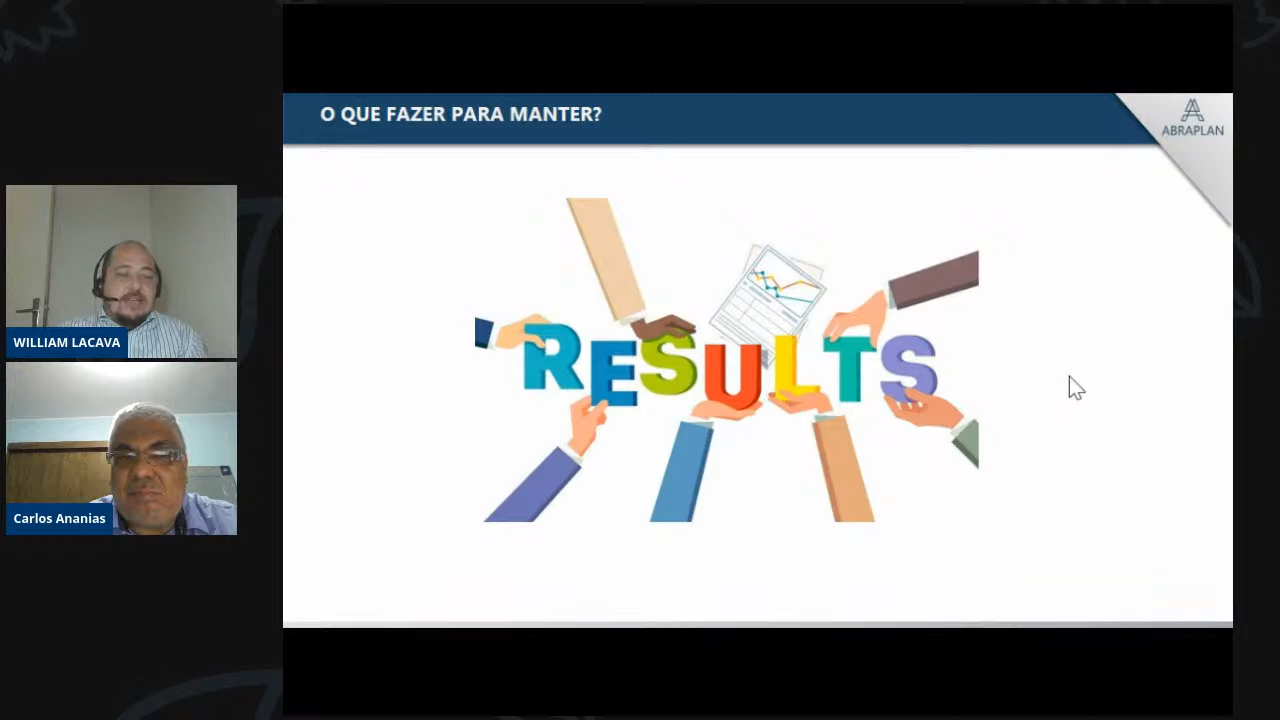 O QUE FAZER PARA MANTER?
ABRAPLAN
RESULTS
WILLIAM LACAVA
Carlos Ananias